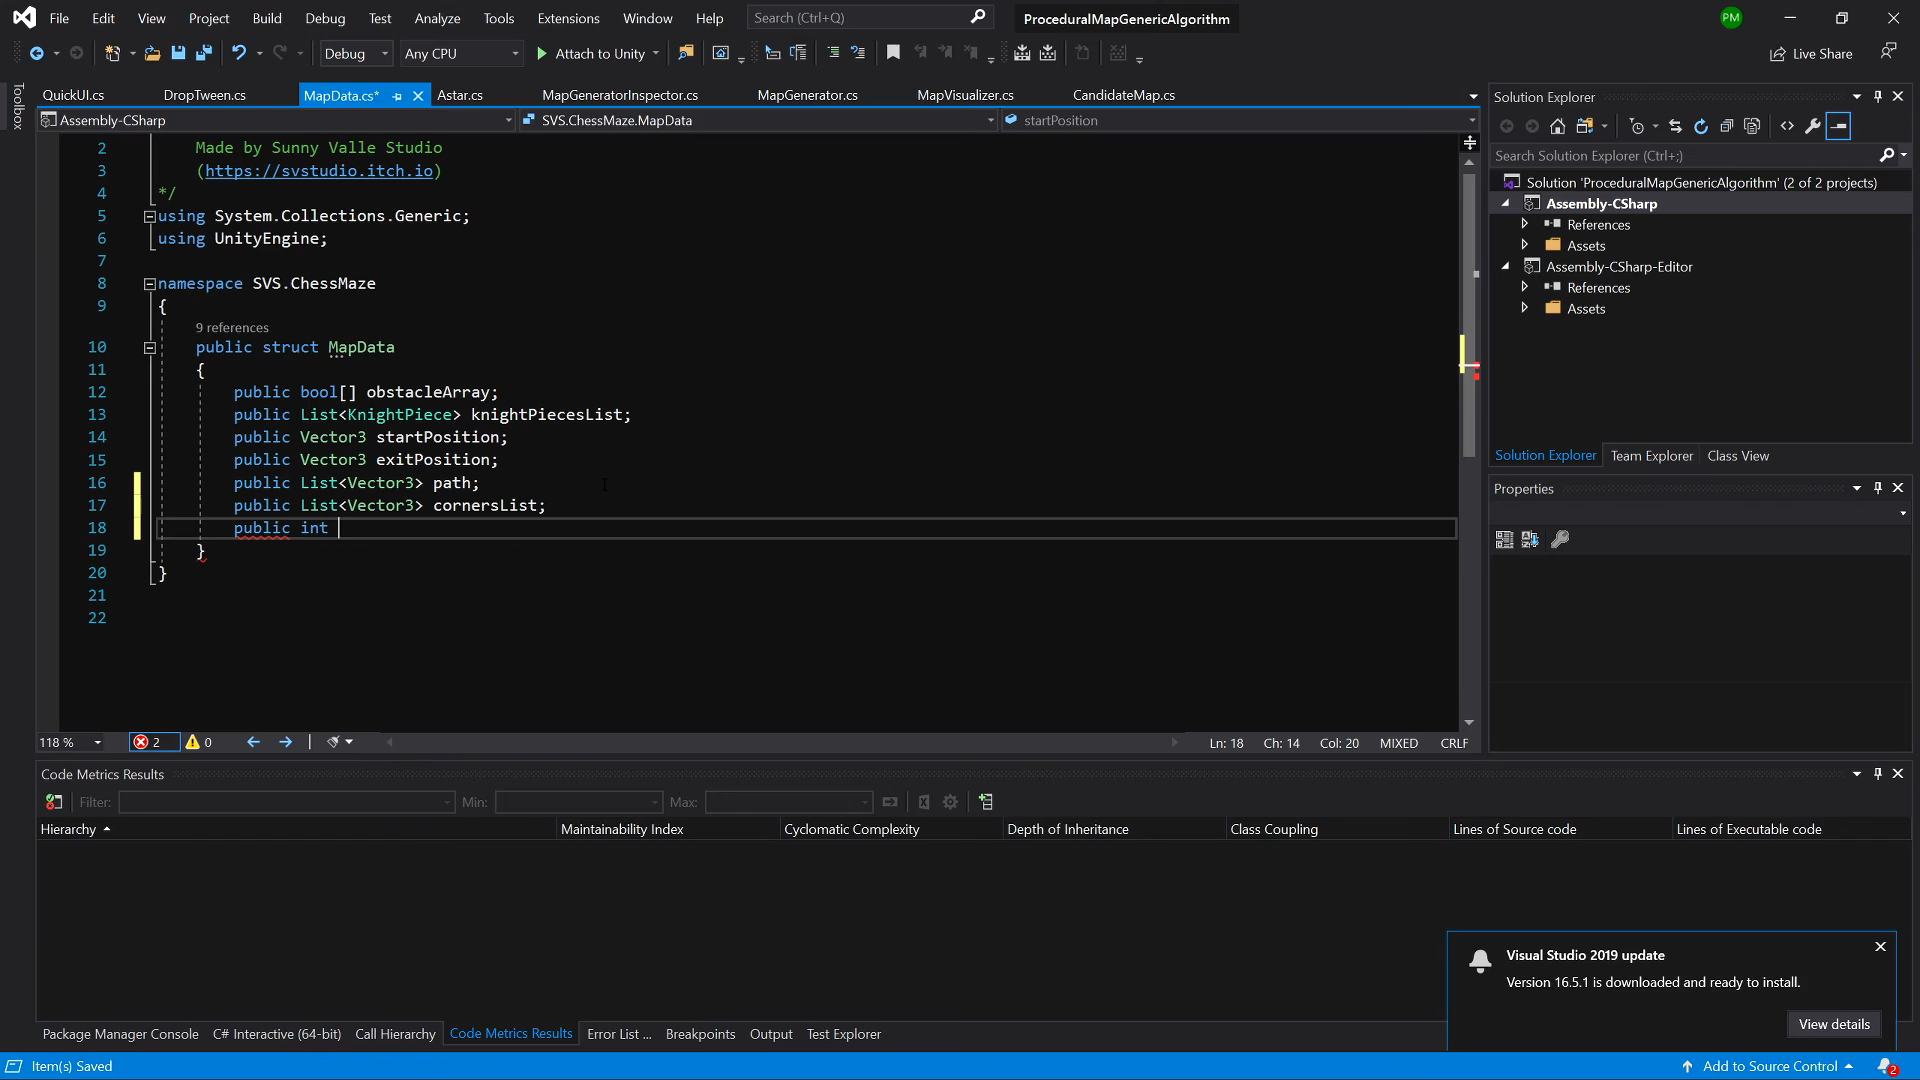 File Edit View Project Build Debug Test Analyze Tools Extensions Window Help Search (Ctrl+Q) ProceduralMapGenericAlgorithm PM
Debug Any CPU Attach to Unity Live Share
Toolbox
QuickUI.cs DropTween.cs MapData.cs* Astar.cs MapGeneratorInspector.cs MapGenerator.cs MapVisualizer.cs CandidateMap.cs
Assembly-CSharp SVS.ChessMaze.MapData startPosition
2 Made by Sunny Valle Studio
3 (https://svstudio.itch.io)
4 */
5 using System.Collections.Generic;
6 using UnityEngine;
7
8 namespace SVS.ChessMaze
9 {
9 references
10 public struct MapData
11 {
12 public bool[] obstacleArray;
13 public List<KnightPiece> knightPiecesList;
14 public Vector3 startPosition;
15 public Vector3 exitPosition;
16 public List<Vector3> path;
17 public List<Vector3> cornersList;
18 public int
19 }
20 }
21
22
118 % 2 0 Ln: 18 Ch: 14 Col: 20 MIXED CRLF
Solution Explorer
Search Solution Explorer (Ctrl+;)
Solution 'ProceduralMapGenericAlgorithm' (2 of 2 projects)
Assembly-CSharp
References
Assets
Assembly-CSharp-Editor
References
Assets
Solution Explorer Team Explorer Class View
Properties
Code Metrics Results
Filter: Min: Max:
Hierarchy Maintainability Index Cyclomatic Complexity Depth of Inheritance Class Coupling Lines of Source code Lines of Executable code
Visual Studio 2019 update
Version 16.5.1 is downloaded and ready to install.
View details
Package Manager Console C# Interactive (64-bit) Call Hierarchy Code Metrics Results Error List ... Breakpoints Output Test Explorer
Item(s) Saved Add to Source Control 2